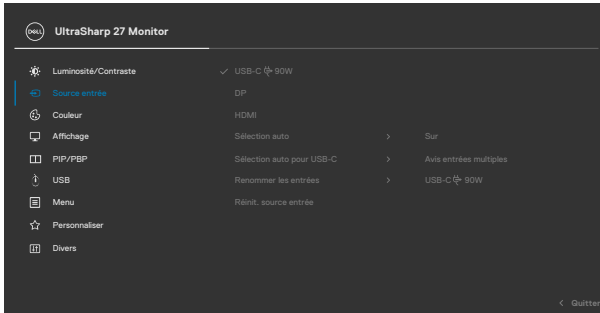 DELL UltraSharp 27 Monitor
Luminosité/Contraste USB-C 90W
Source entrée DP
Couleur HDMI
Affichage Sélection auto > Sur
PIP/PBP Sélection auto pour USB-C > Avis entrées multiples
USB Renommer les entrées > USB-C 90W
Menu Réinit. source entrée
Personnaliser
Divers
< Quitter